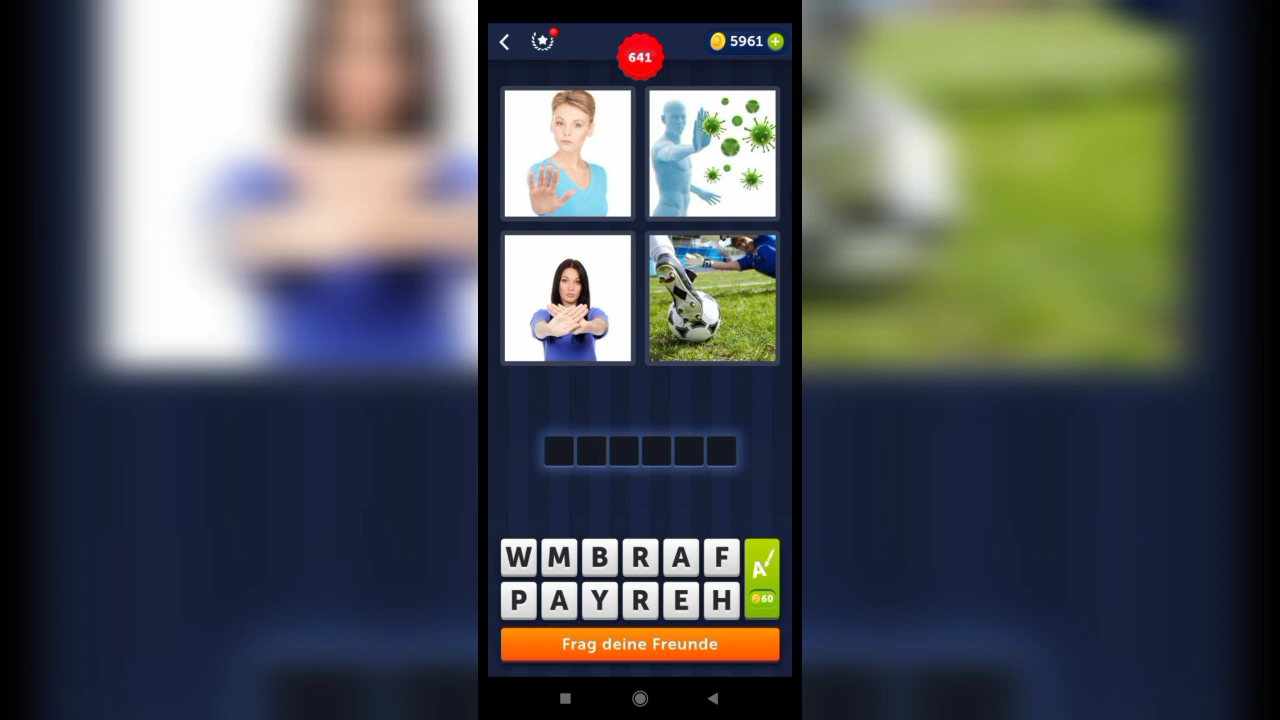 641
5961
W M B R A F
A
P A Y R E H
60
Frag deine Freunde